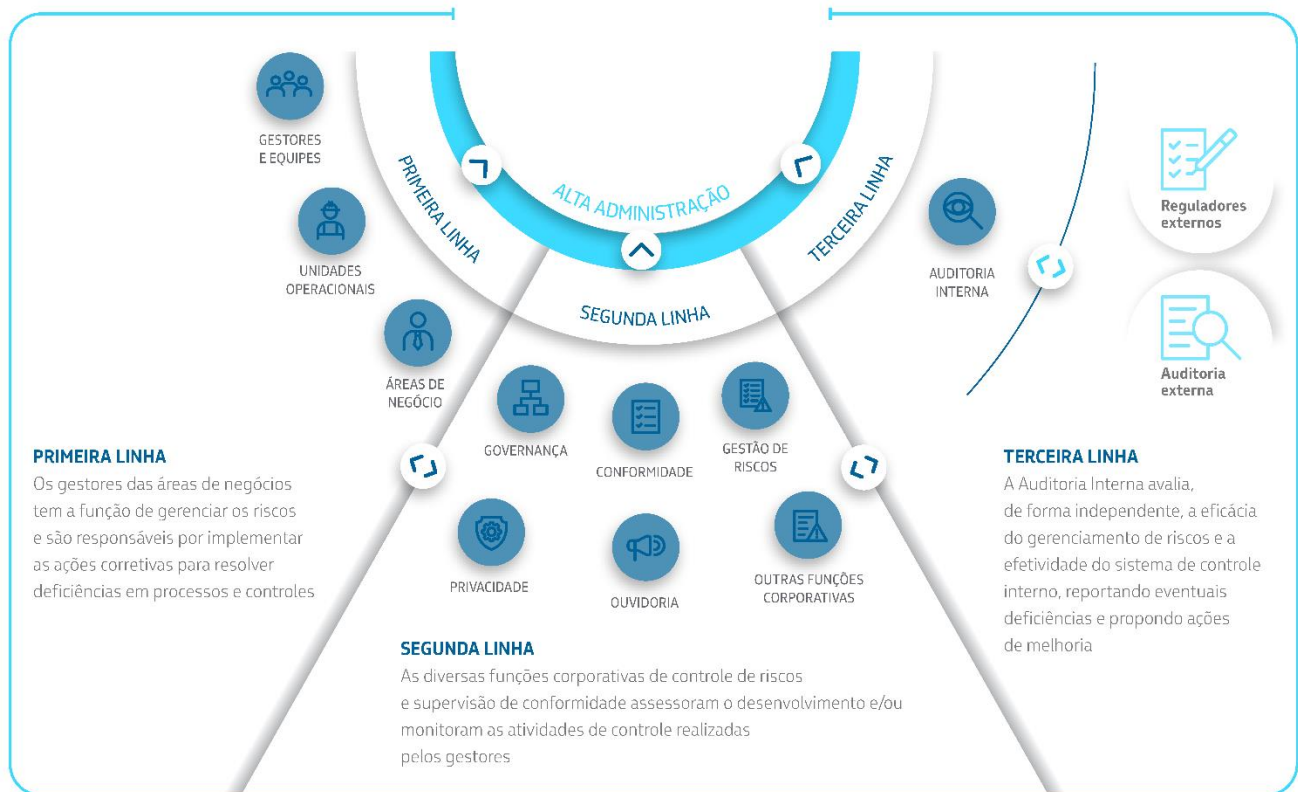 GESTORES
E EQUIPES
UNIDADES
OPERACIONAIS
ÁREAS DE
NEGÓCIO
PRIMEIRA LINHA
ALTA ADMINISTRAÇÃO
SEGUNDA LINHA
TERCEIRA LINHA
AUDITORIA
INTERNA
Reguladores
externos
Auditoria
externa
GOVERNANÇA
CONFORMIDADE
GESTÃO DE
RISCOS
PRIVACIDADE
OUVIDORIA
OUTRAS FUNÇÕES
CORPORATIVAS
PRIMEIRA LINHA
Os gestores das áreas de negócios
tem a função de gerenciar os riscos
e são responsáveis por implementar
as ações corretivas para resolver
deficiências em processos e controles
SEGUNDA LINHA
As diversas funções corporativas de controle de riscos
e supervisão de conformidade assessoram o desenvolvimento e/ou
monitoram as atividades de controle realizadas
pelos gestores
TERCEIRA LINHA
A Auditoria Interna avalia,
de forma independente, a eficácia
do gerenciamento de riscos e a
efetividade do sistema de controle
interno, reportando eventuais
deficiências e propondo ações
de melhoria